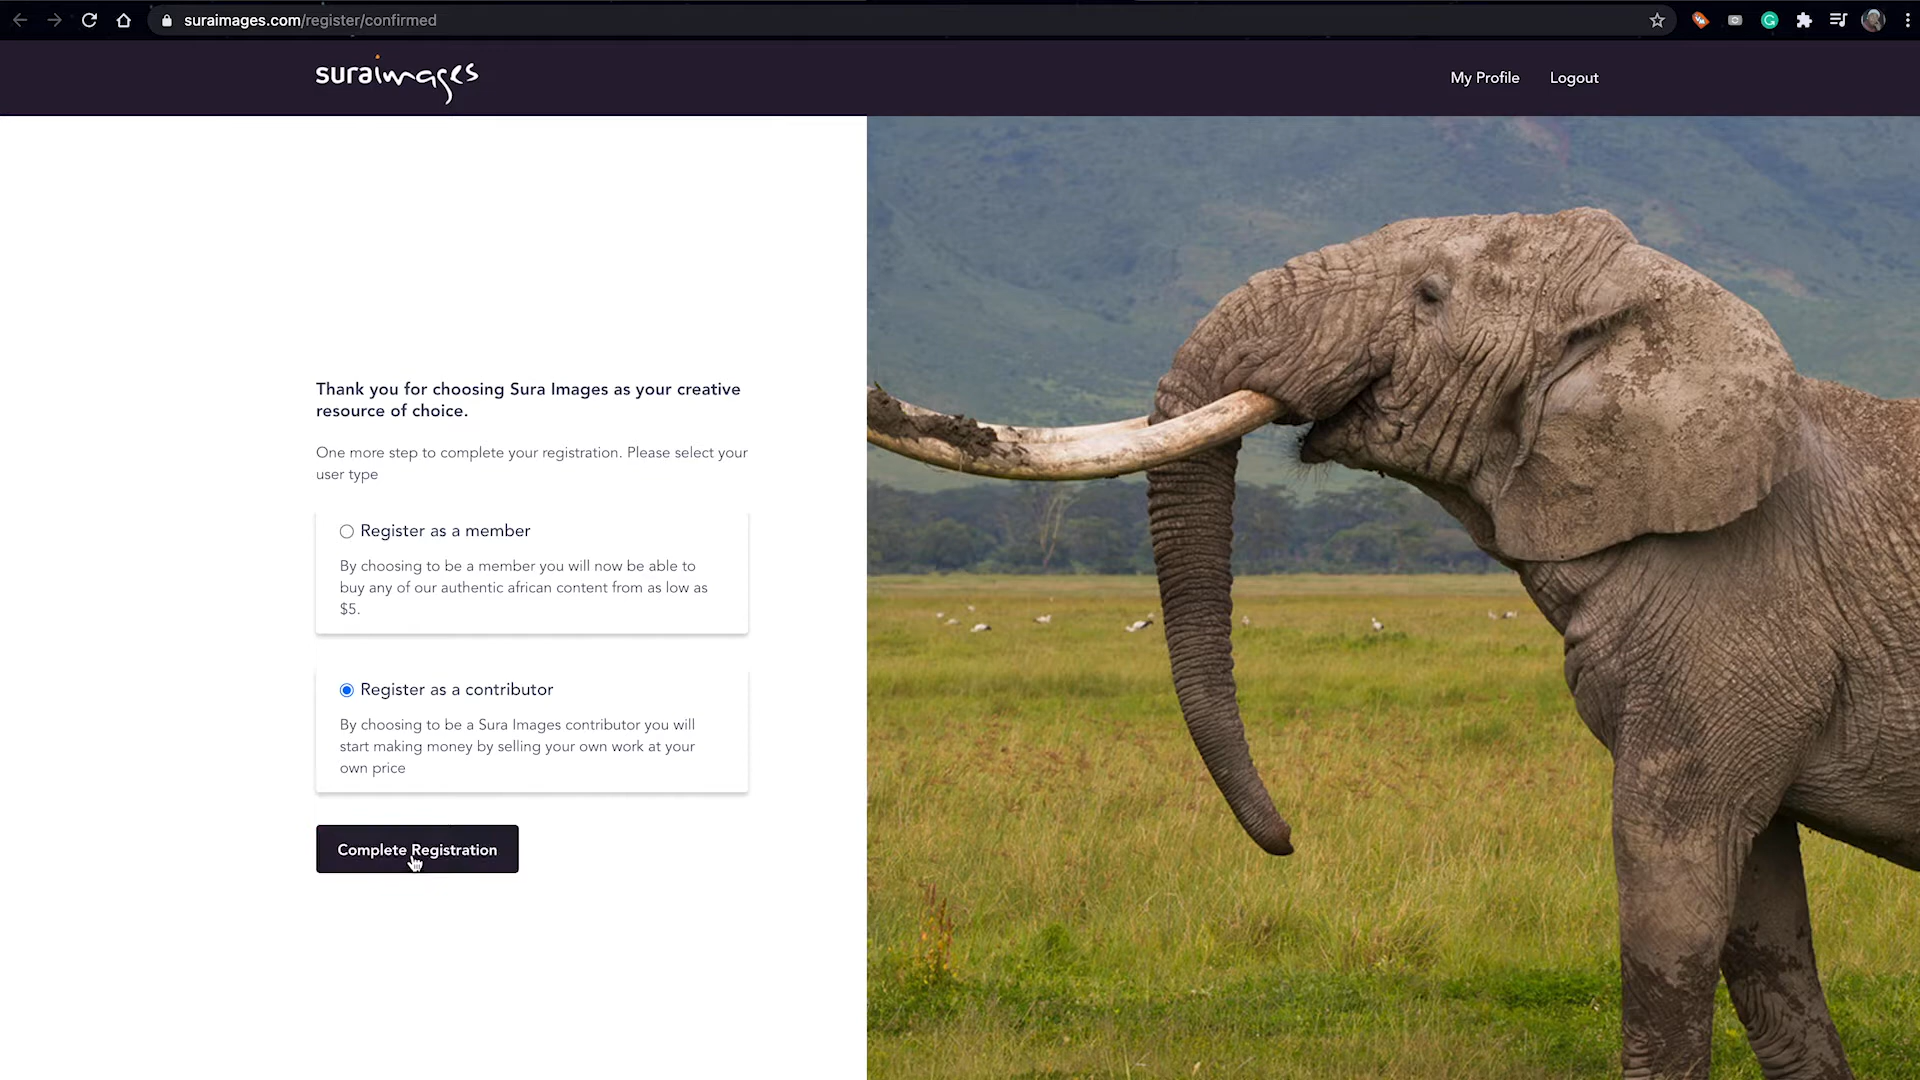 suraimages.com/register/confirmed
suraimages
My Profile
Logout
Thank you for choosing Sura Images as your creative
resource of choice.
One more step to complete your registration. Please select your
user type
Register as a member
By choosing to be a member you will now be able to
buy any of our authentic african content from as low as
$5.
Register as a contributor
By choosing to be a Sura Images contributor you will
start making money by selling your own work at your
own price
Complete Registration